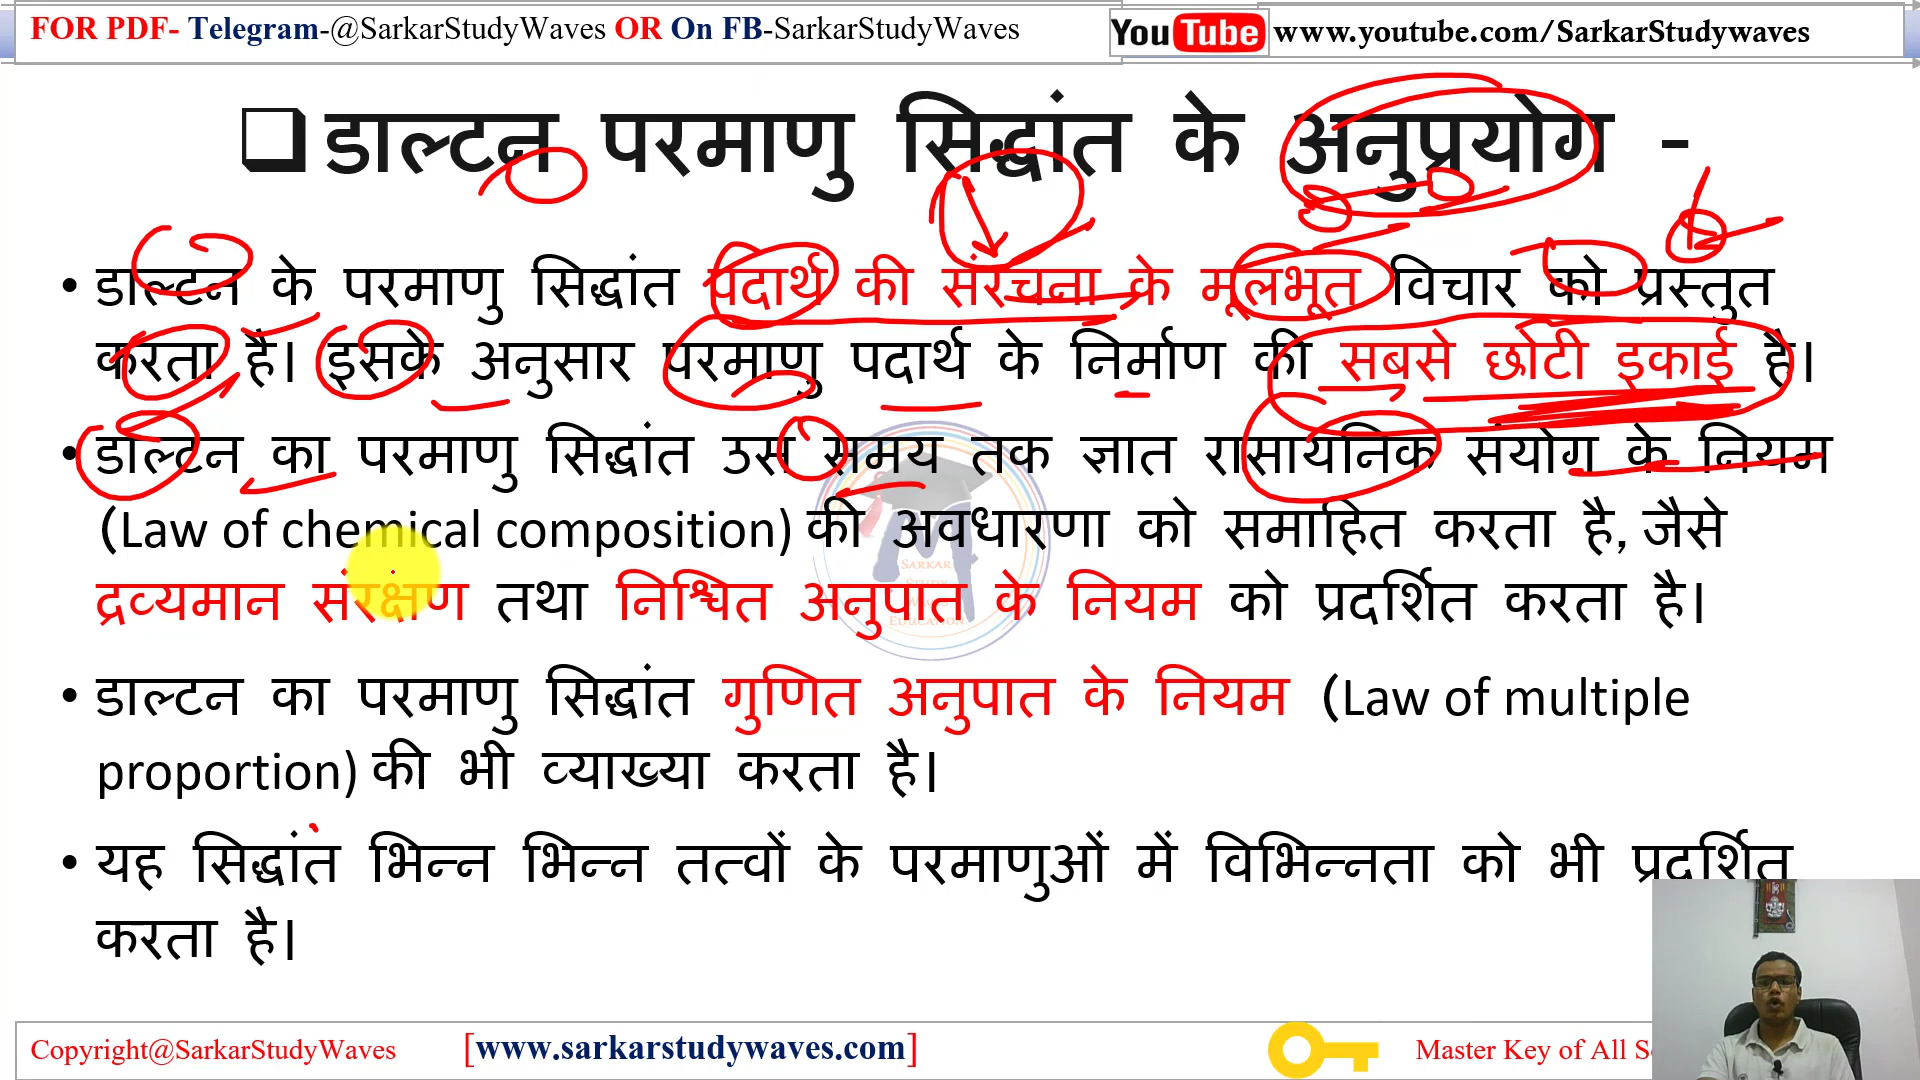 FOR PDF- Telegram-@SarkarStudyWaves OR On FB-SarkarStudyWaves
YouTube www.youtube.com/SarkarStudywaves
डाल्टन परमाणु सिद्धांत के अनुप्रयोग -
• डाल्टन के परमाणु सिद्धांत पदार्थ की संरचना के मूलभूत विचार को प्रस्तुत
करता है। इसके अनुसार परमाणु पदार्थ के निर्माण की सबसे छोटी इकाई है।
• डाल्टन का परमाणु सिद्धांत उस समय तक ज्ञात रासायनिक संयोग के नियम
(Law of chemical composition) की अवधारणा को समाहित करता है, जैसे
द्रव्यमान संरक्षण तथा निश्चित अनुपात के नियम को प्रदर्शित करता है।
SARKAR
STUDY
EDUCATION
• डाल्टन का परमाणु सिद्धांत गुणित अनुपात के नियम (Law of multiple
proportion) की भी व्याख्या करता है।
• यह सिद्धांत भिन्न भिन्न तत्वों के परमाणुओं में विभिन्नता को भी प्रदर्शित
करता है।
Copyright@SarkarStudyWaves [www.sarkarstudywaves.com] Master Key of All